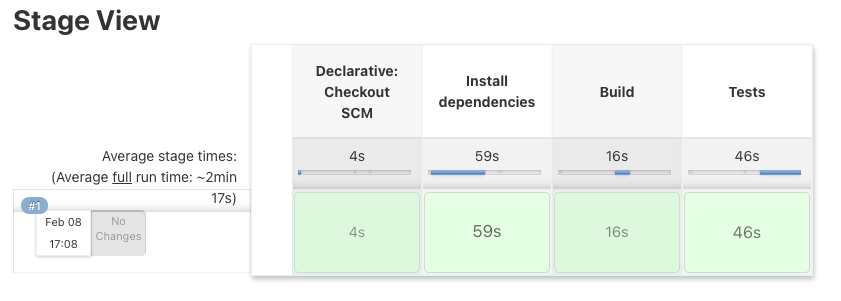 Stage View
Declarative:
Checkout
SCM
Install
dependencies
Build
Tests
Average stage times:
(Average full run time: ~2min
17s)
4s
59s
16s
46s
#1
Feb 08
17:08
No
Changes
4s
59s
16s
46s